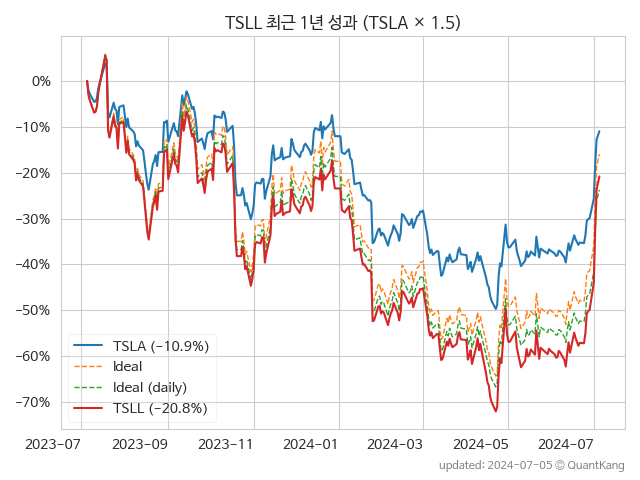 TSLL 최근 1년 성과 (TSLA × 1.5)
0%
−10%
−20%
−30%
−40%
−50%
−60%
−70%
TSLA (−10.9%)
Ideal
Ideal (daily)
TSLL (−20.8%)
2023-07
2023-09
2023-11
2024-01
2024-03
2024-05
2024-07
updated: 2024-07-05 © QuantKang